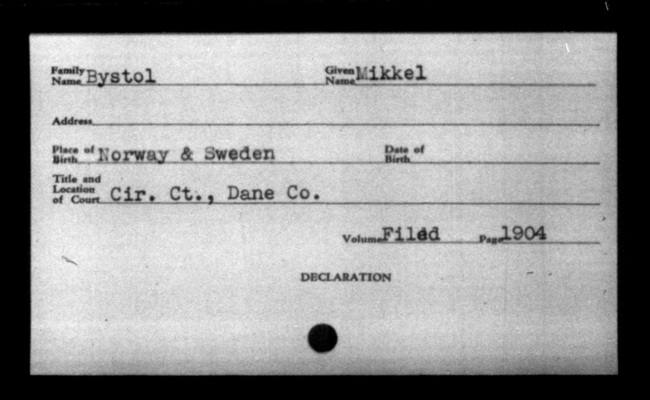 Family Name Bystol Given Name Mikkel
Address
Place of Birth Norway & Sweden Date of Birth
Title and Location of Court Cir. Ct., Dane Co.
Volume Filed Page 1904
DECLARATION